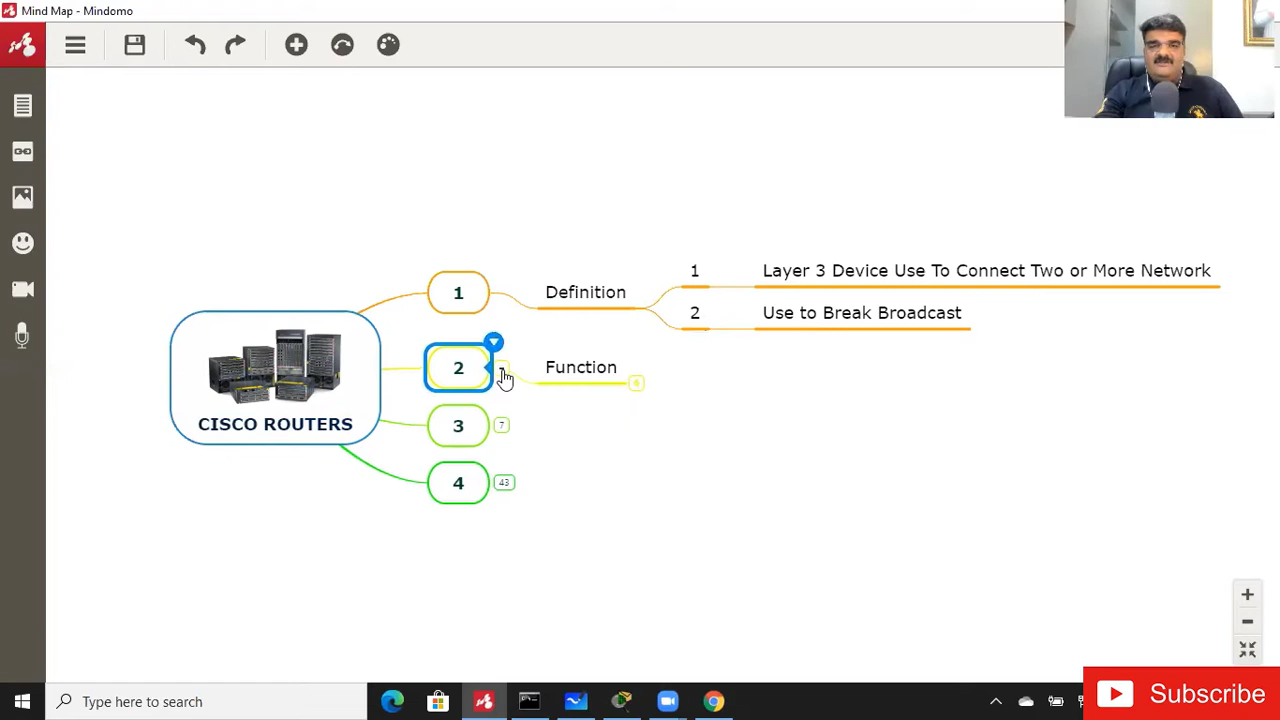 Mind Map - Mindomo
1 Definition
1 Layer 3 Device Use To Connect Two or More Network
2 Use to Break Broadcast
2 Function
6
CISCO ROUTERS
3 7
4 43
Type here to search
Subscribe